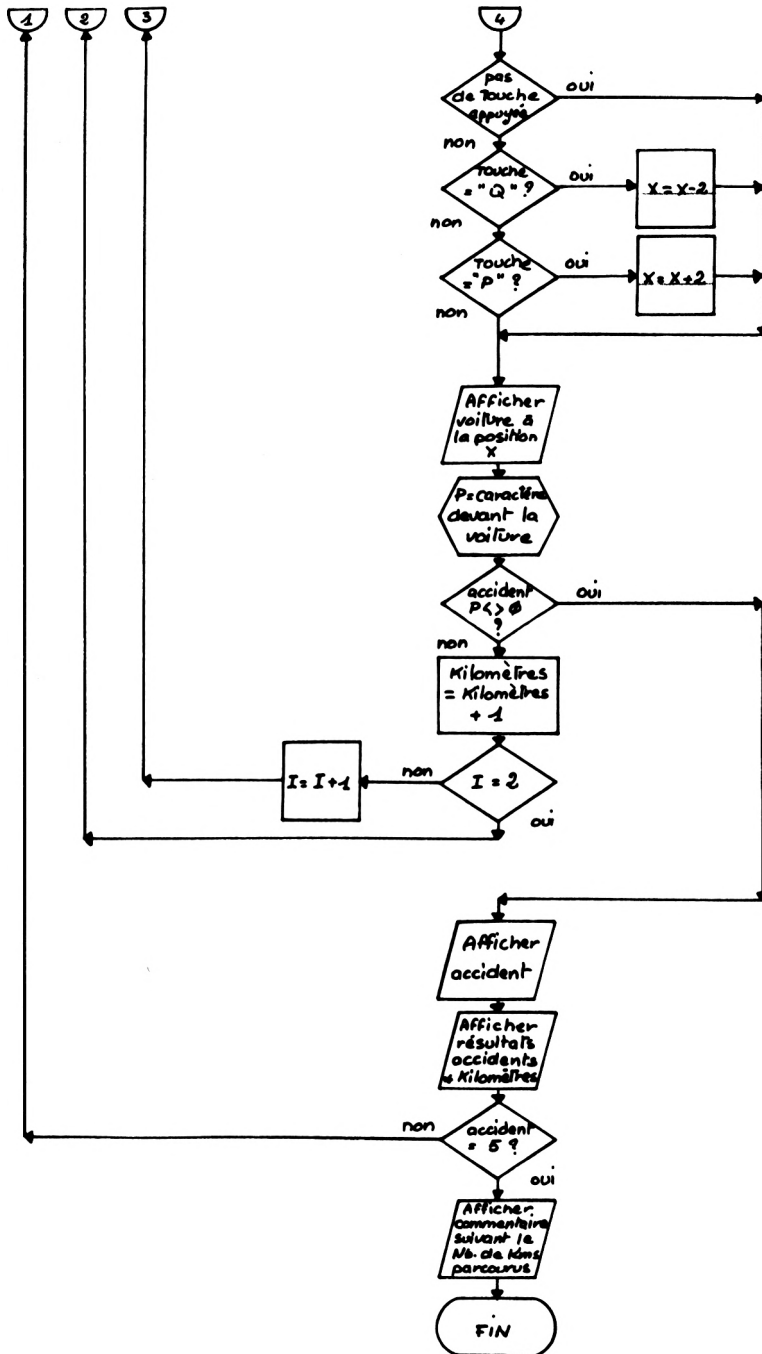 1
2
3
4
pas
de Touche
appuyée
oui
non
Touche
= "Q" ?
oui
X = X-2
non
Touche
= "P" ?
oui
X = X+2
non
Afficher
voiture à
la position
X
P = caractère
devant la
voiture
accident
P < > Ø
?
oui
non
Kilomètres
= Kilomètres
+ 1
I = 2
non
I = I+1
oui
Afficher
accident
Afficher
résultats
accidents
+ Kilomètres
accident
= 5 ?
non
oui
Afficher
commentaire
suivant le
Nb. de kms
parcourus
FIN